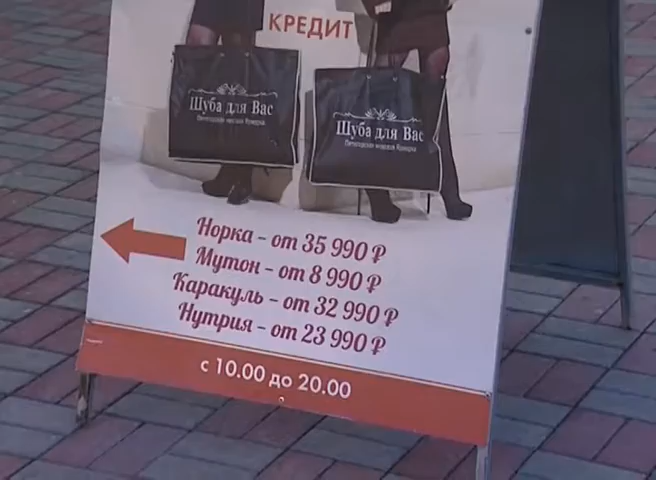 КРЕДИТ
Шуба для Вас
Шуба для Вас
Норка – от 35 990 ₽
Мутон – от 8 990 ₽
Каракуль – от 32 990 ₽
Нутрия – от 23 990 ₽
с 10.00 до 20.00